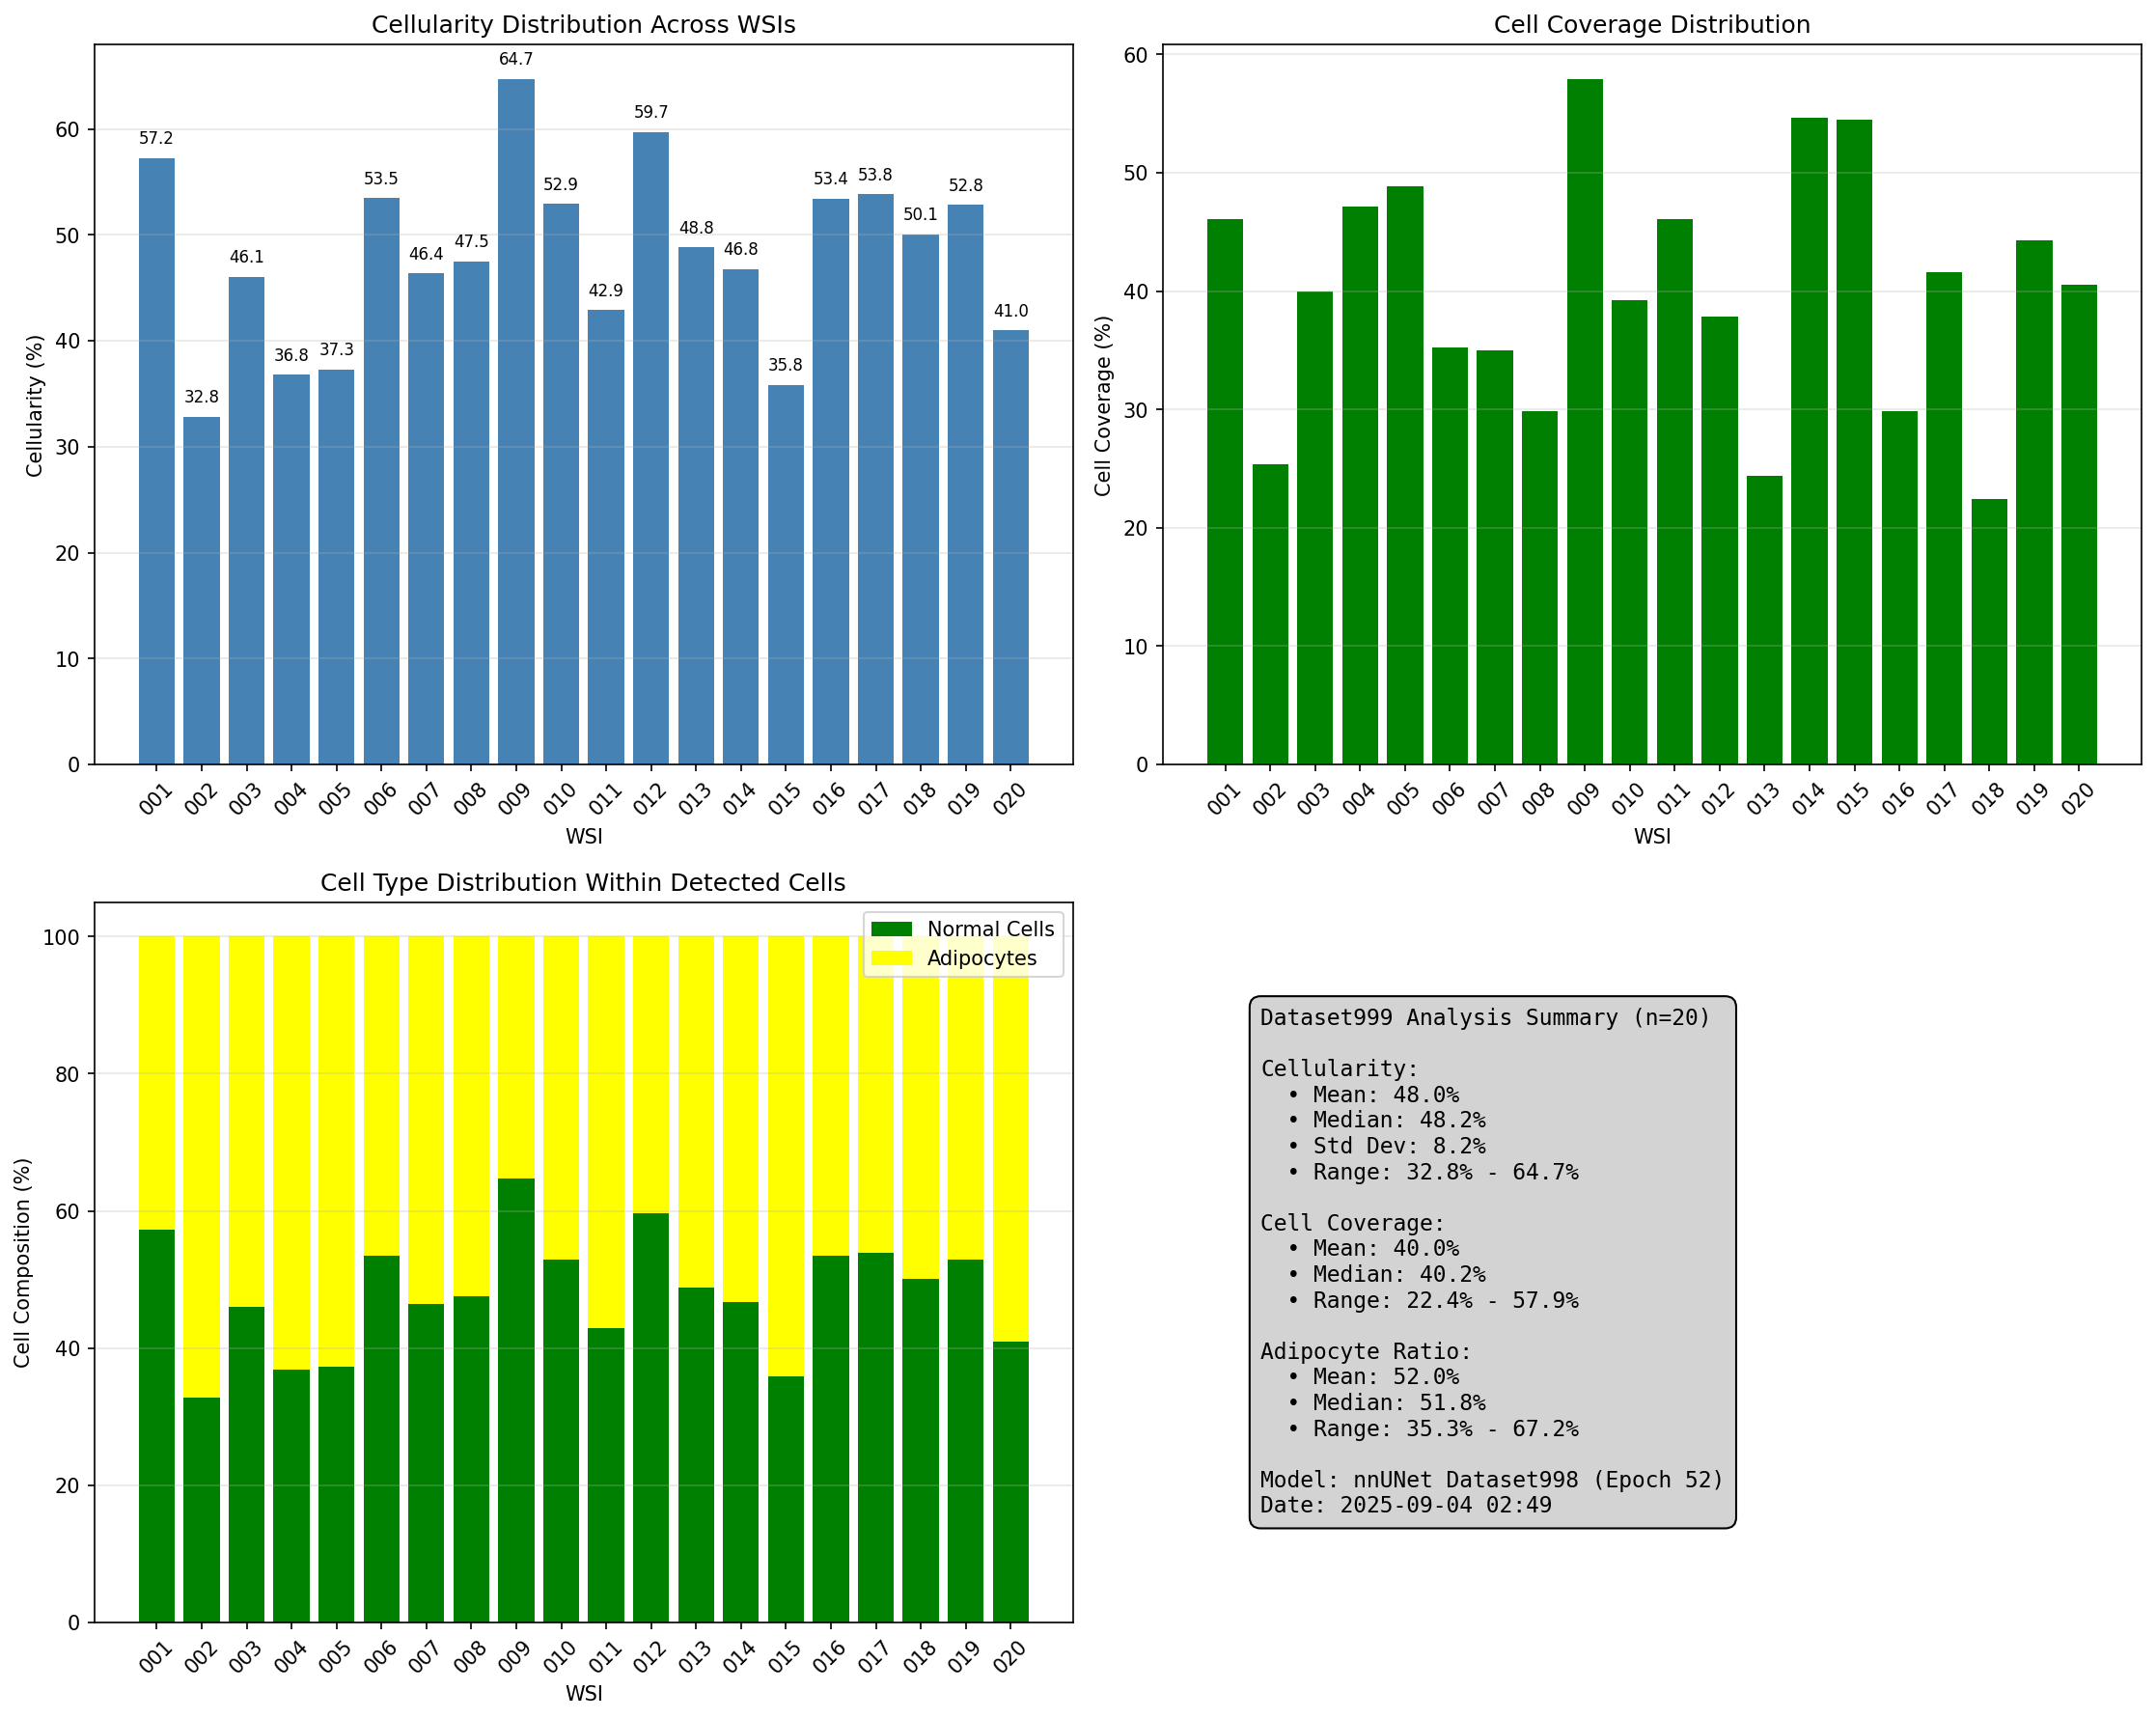 Cellularity Distribution Across WSIs
Cellularity (%)
60
50
40
30
20
10
0
57.2
32.8
46.1
36.8
37.3
53.5
46.4
47.5
64.7
52.9
42.9
59.7
48.8
46.8
35.8
53.4
53.8
50.1
52.8
41.0
001 002 003 004 005 006 007 008 009 010 011 012 013 014 015 016 017 018 019 020
WSI
Cell Coverage Distribution
Cell Coverage (%)
60
50
40
30
20
10
0
001 002 003 004 005 006 007 008 009 010 011 012 013 014 015 016 017 018 019 020
WSI
Cell Type Distribution Within Detected Cells
Cell Composition (%)
100
80
60
40
20
0
Normal Cells
Adipocytes
001 002 003 004 005 006 007 008 009 010 011 012 013 014 015 016 017 018 019 020
WSI
Dataset999 Analysis Summary (n=20)
Cellularity:
• Mean: 48.0%
• Median: 48.2%
• Std Dev: 8.2%
• Range: 32.8% - 64.7%
Cell Coverage:
• Mean: 40.0%
• Median: 40.2%
• Range: 22.4% - 57.9%
Adipocyte Ratio:
• Mean: 52.0%
• Median: 51.8%
• Range: 35.3% - 67.2%
Model: nnUNet Dataset998 (Epoch 52)
Date: 2025-09-04 02:49